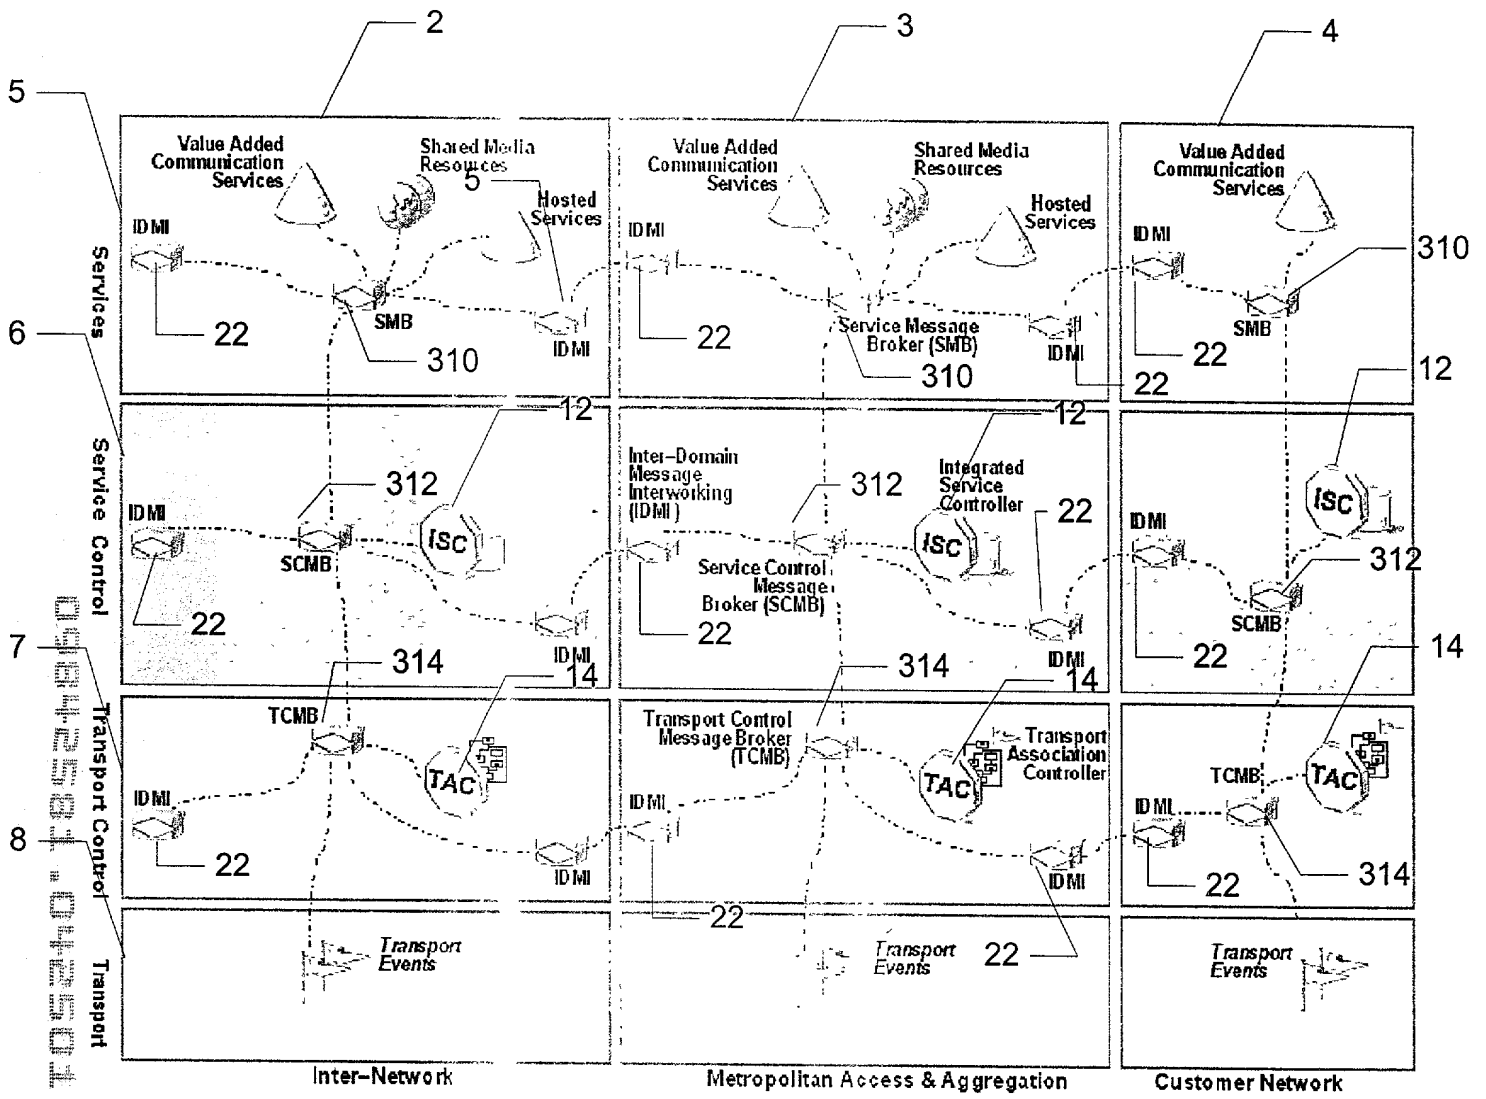 2
3
4
5
Value Added
Communication
Services
Shared Media
Resources
5
Hosted
Services
IDMI
22
SMB
310
IDMI
Value Added
Communication
Services
Shared Media
Resources
Hosted
Services
IDMI
22
Service Message
Broker (SMB)
310
IDMI
22
Value Added
Communication
Services
IDMI
22
SMB
310
Services
6
12
312
IDMI
ISC
SCMB
22
IDMI
Inter-Domain
Message
Interworking
(IDMI)
12
312
Integrated
Service
Controller
22
ISC
Service Control
Message
Broker (SCMB)
22
IDMI
12
ISC
IDMI
312
22
SCMB
Service Control
7
314
14
TCMB
TAC
IDMI
22
IDMI
314
14
Transport Control
Message Broker
(TCMB)
Transport
Association
Controller
TAC
IDMI
22
IDMI
22
14
TCMB
TAC
IDMI
22
314
Transport Control
8
Transport
Events
Transport
Events
Transport
Events
Transport
09842581.042501
Inter-Network
Metropolitan Access & Aggregation
Customer Network